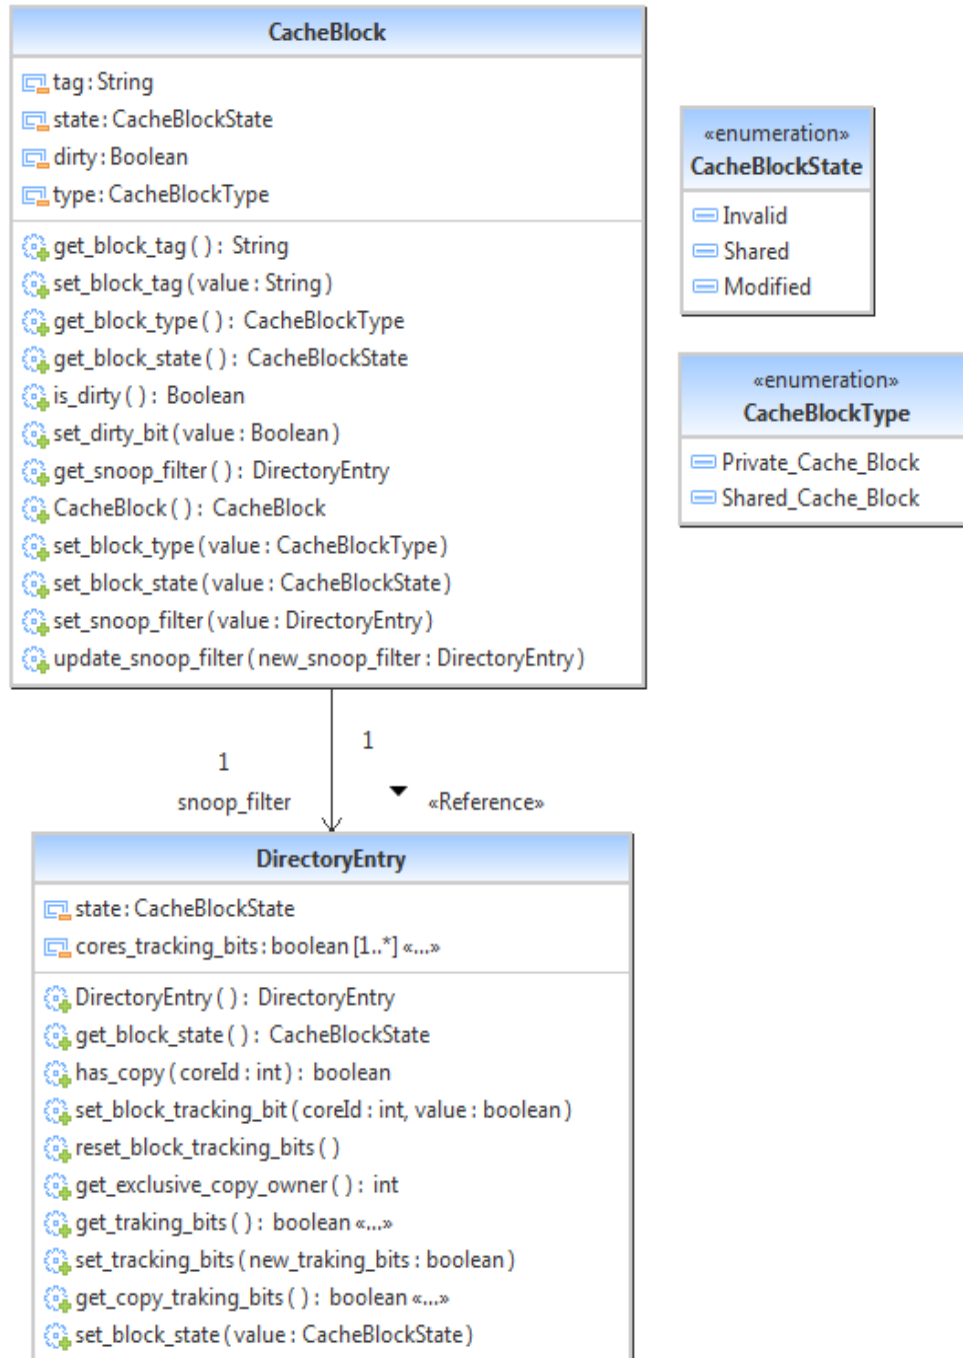 CacheBlock
tag : String
state : CacheBlockState
dirty : Boolean
type : CacheBlockType
get_block_tag ( ) : String
set_block_tag ( value : String )
get_block_type ( ) : CacheBlockType
get_block_state ( ) : CacheBlockState
is_dirty ( ) : Boolean
set_dirty_bit ( value : Boolean )
get_snoop_filter ( ) : DirectoryEntry
CacheBlock ( ) : CacheBlock
set_block_type ( value : CacheBlockType )
set_block_state ( value : CacheBlockState )
set_snoop_filter ( value : DirectoryEntry )
update_snoop_filter ( new_snoop_filter : DirectoryEntry )
«enumeration»
CacheBlockState
Invalid
Shared
Modified
«enumeration»
CacheBlockType
Private_Cache_Block
Shared_Cache_Block
1
1
snoop_filter
«Reference»
DirectoryEntry
state : CacheBlockState
cores_tracking_bits : boolean [1..*] «...»
DirectoryEntry ( ) : DirectoryEntry
get_block_state ( ) : CacheBlockState
has_copy ( coreId : int ) : boolean
set_block_tracking_bit ( coreId : int, value : boolean )
reset_block_tracking_bits ( )
get_exclusive_copy_owner ( ) : int
get_traking_bits ( ) : boolean «...»
set_tracking_bits ( new_traking_bits : boolean )
get_copy_traking_bits ( ) : boolean «...»
set_block_state ( value : CacheBlockState )